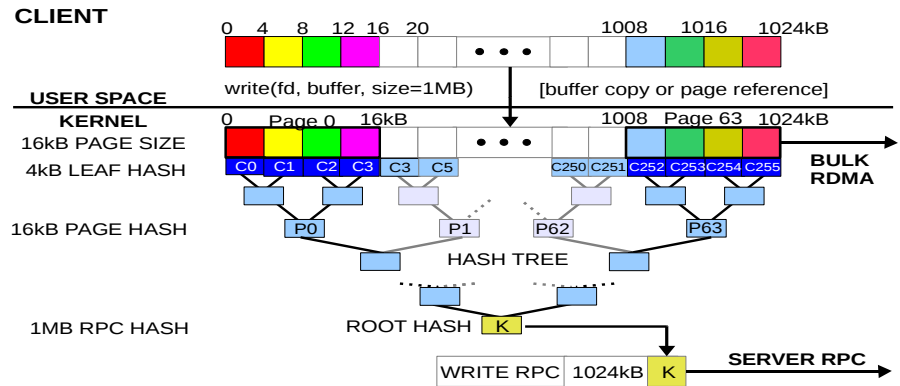 CLIENT
0 4 8 12 16 20 1008 1016 1024kB
write(fd, buffer, size=1MB) [buffer copy or page reference]
USER SPACE
KERNEL
0 Page 0 16kB 1008 Page 63 1024kB
16kB PAGE SIZE
BULK
RDMA
4kB LEAF HASH C0 C1 C2 C3 C3 C5 C250 C251 C252 C253 C254 C255
16kB PAGE HASH P0 P1 P62 P63
HASH TREE
1MB RPC HASH ROOT HASH K
WRITE RPC 1024kB K SERVER RPC